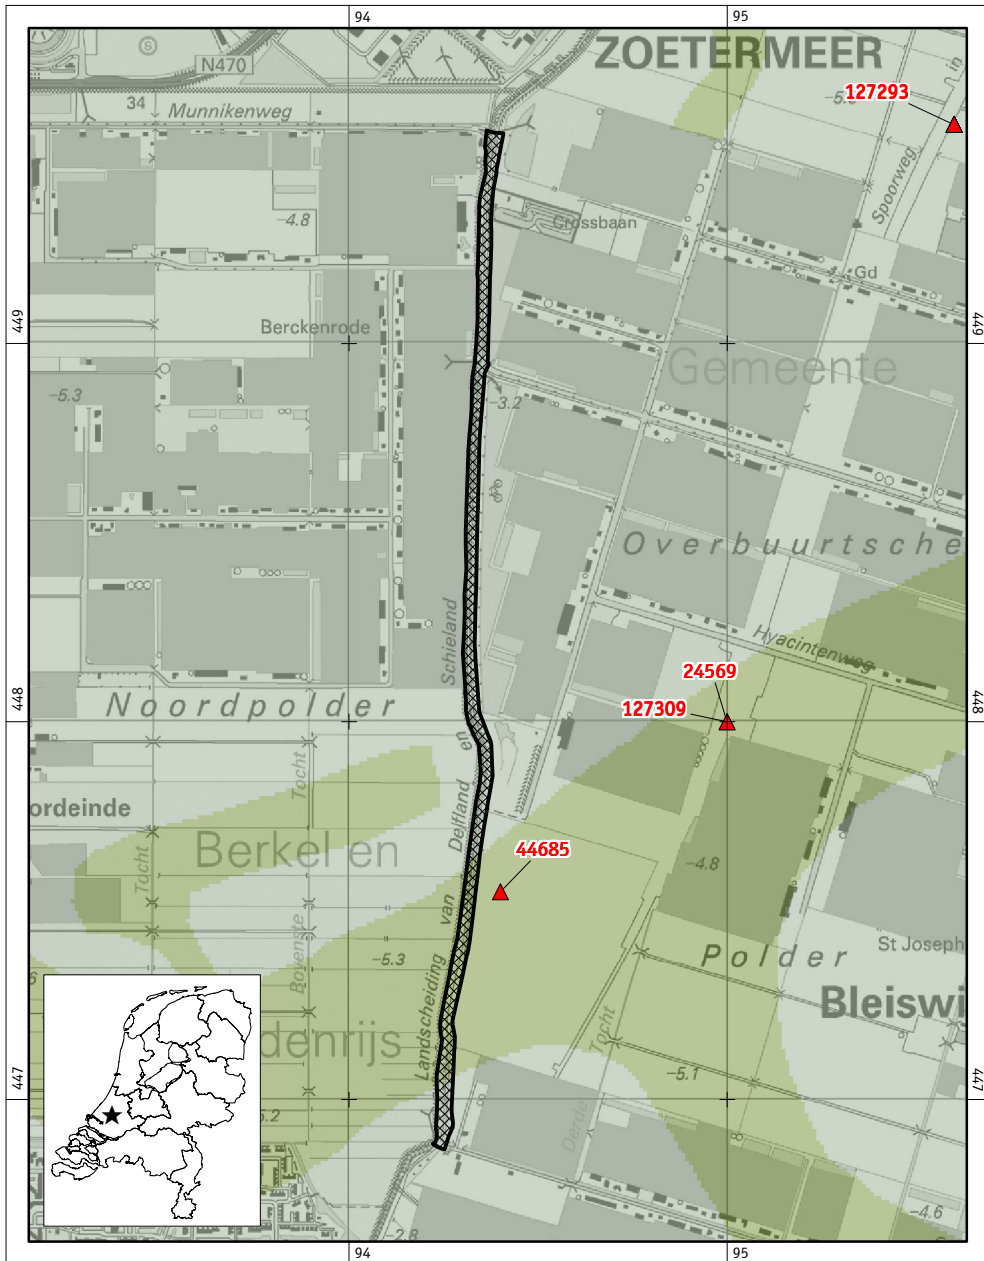 94
95
ZOETERMEER
N470
S
34
Munnikenweg
127293
in
Spoorweg
-4.8
Crossbaan
Gd
449
449
Berckenrode
Gemeente
-5.3
-3.2
Overbuurtsche
Schieland
Hyacintenweg
24569
127309
448
448
Noordpolder
en
Tocht
ordeinde
Delfland
Berkel en
Tocht
44685
-4.8
van
Bovenste
St Joseph
-5.3
Polder
Landscheiding
Bleiswi
denrijs
Tocht
-5.1
447
447
5.2
8
Derde
-4.6
-2.8
94
95